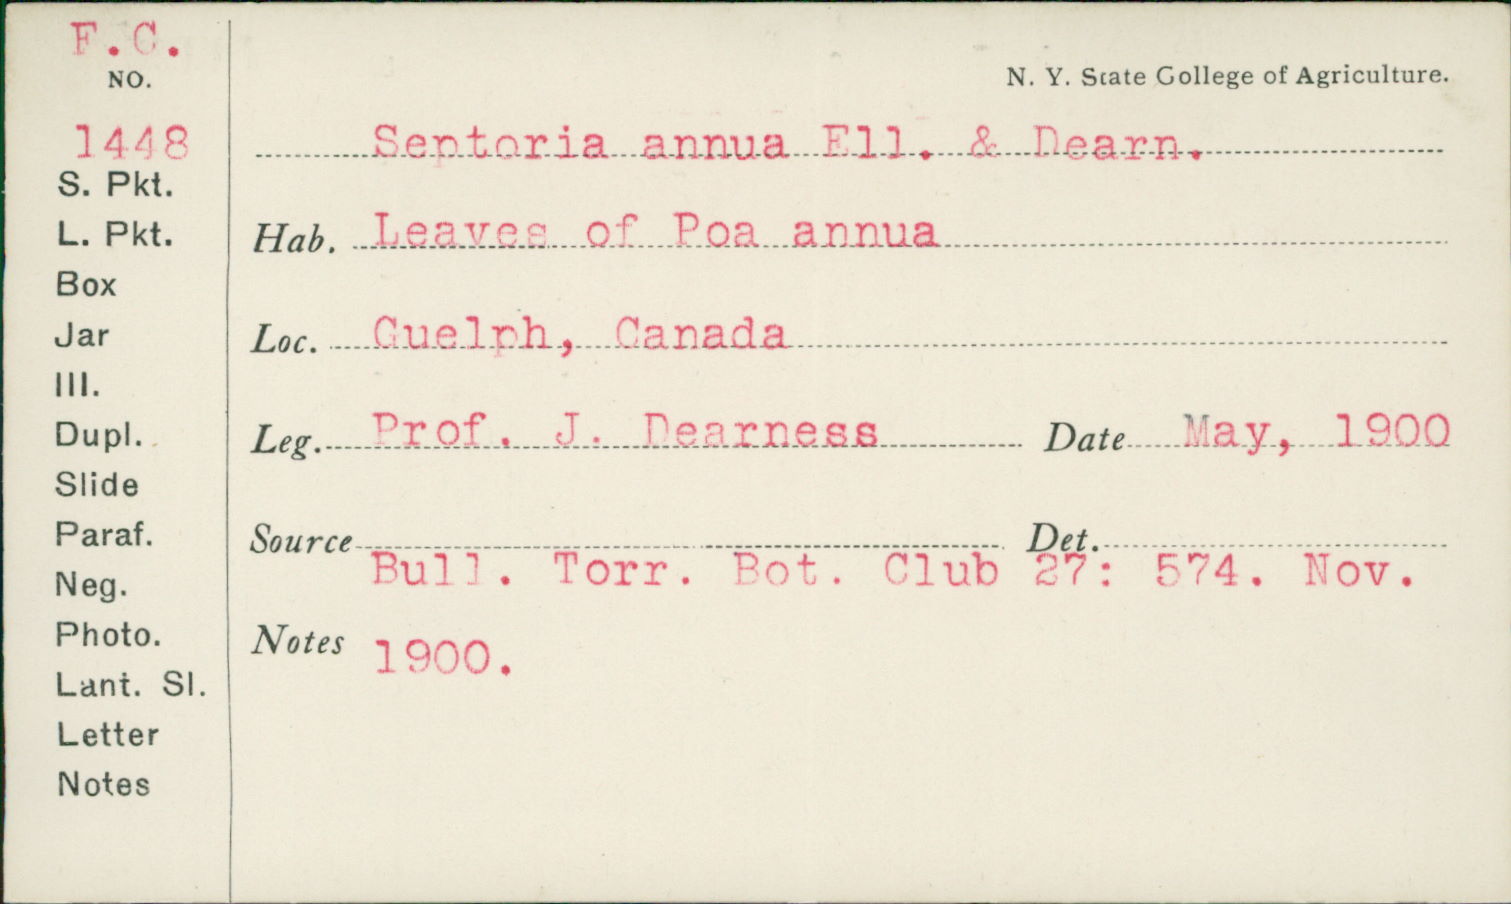 F.C.
NO.
N. Y. State College of Agriculture.
1448
Septoria annua Ell. & Dearn.
S. Pkt.
L. Pkt.
Hab. Leaves of Poa annua
Box
Jar
Loc. Guelph, Canada
Ill.
Dupl.
Leg. Prof. J. Dearness Date May, 1900
Slide
Paraf.
Source Det.
Neg.
Bull. Torr. Bot. Club 27: 574. Nov.
Photo.
Notes 1900.
Lant. Sl.
Letter
Notes